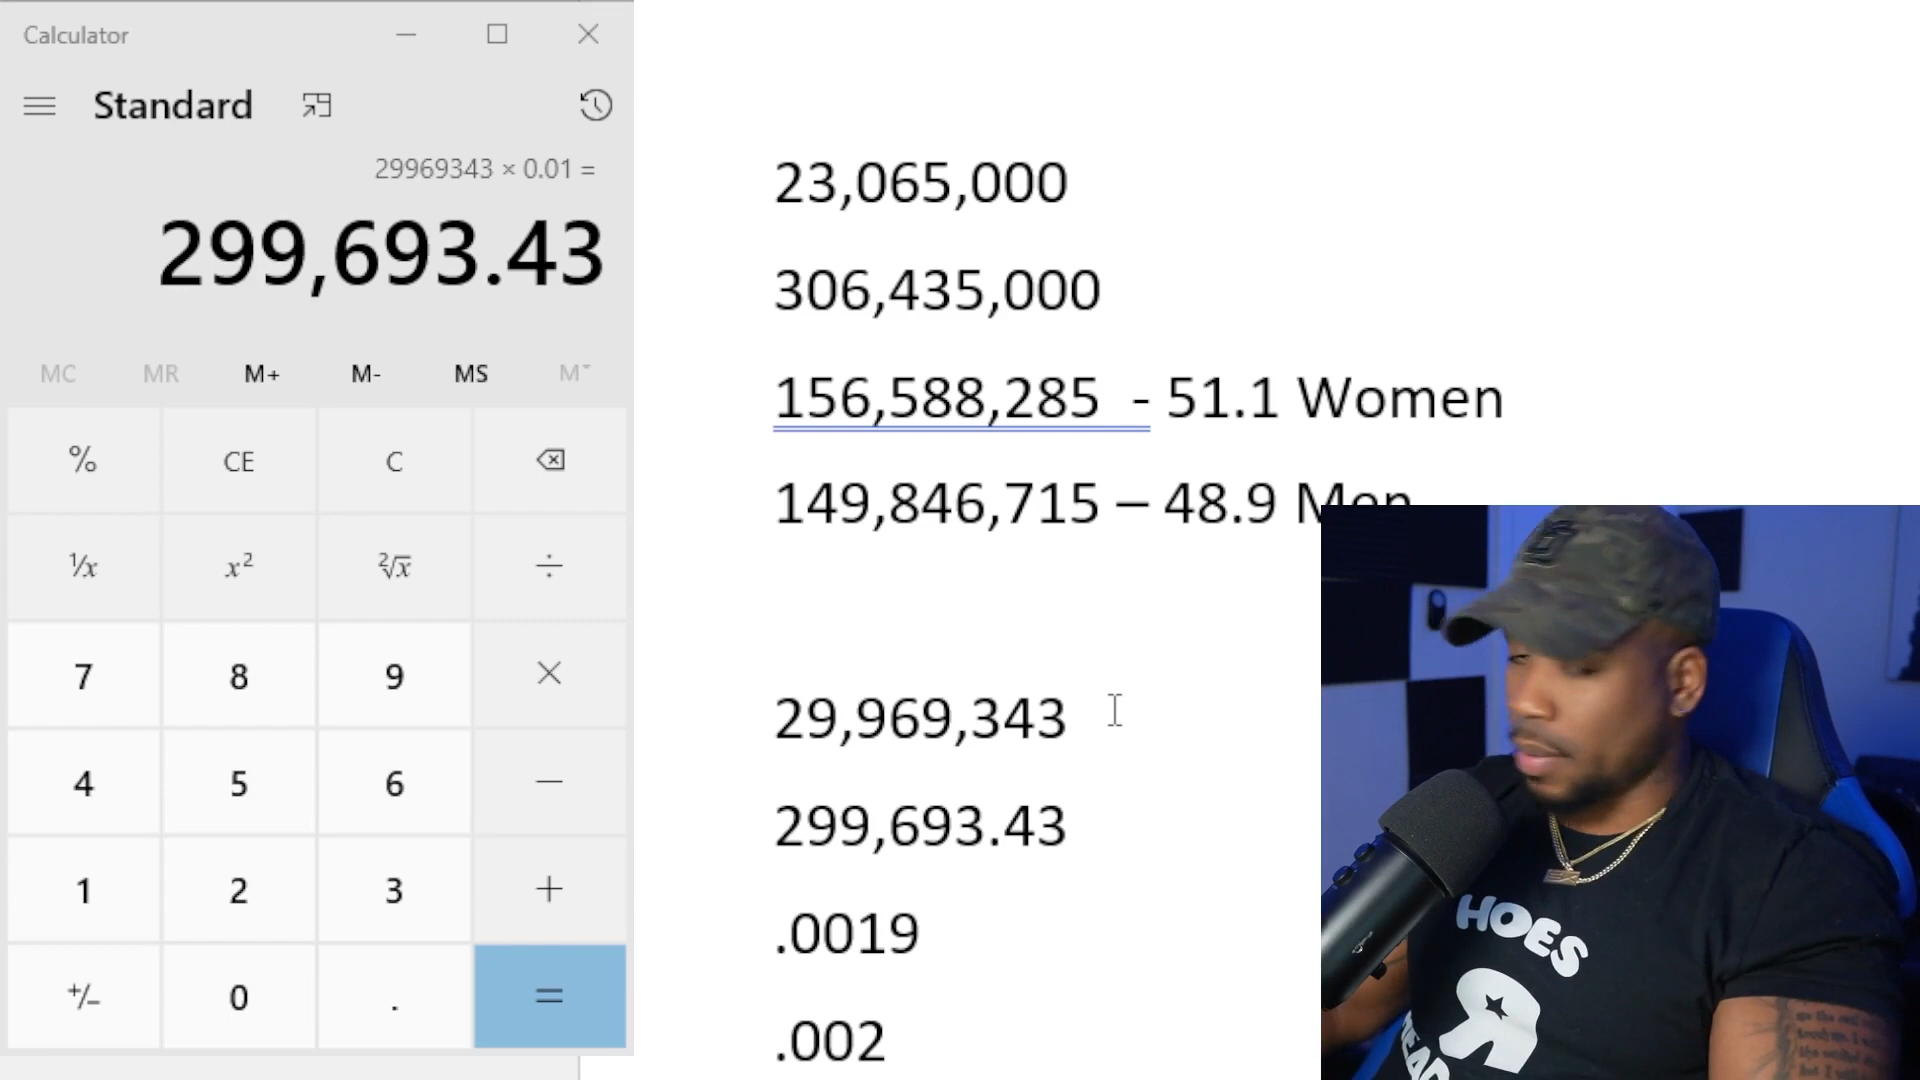 Calculator
Standard
29969343 × 0.01 =
299,693.43
MC MR M+ M- MS M˅
% CE C
¹/x x² ²√x ÷
7 8 9 ×
4 5 6 −
1 2 3 +
+/− 0 . =
23,065,000
306,435,000
156,588,285 - 51.1 Women
149,846,715 – 48.9 Men
29,969,343
299,693.43
.0019
.002
HOES
R